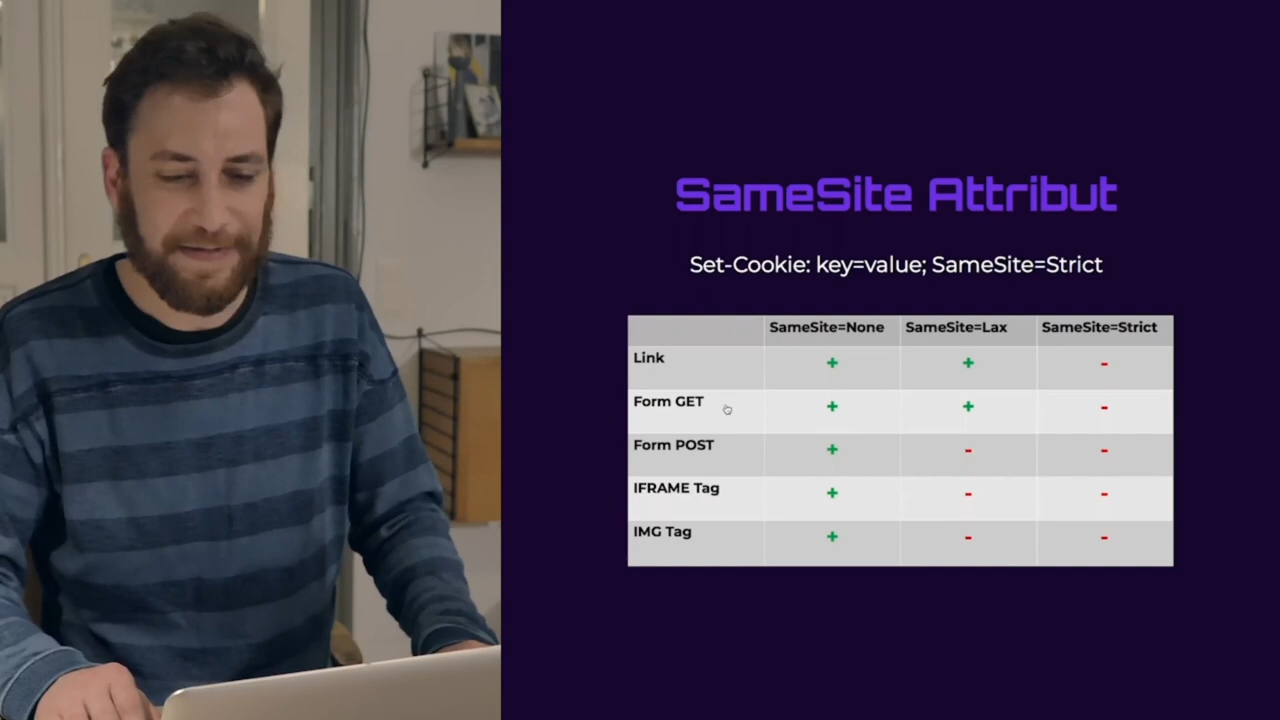 SameSite Attribut
Set-Cookie: key=value; SameSite=Strict
SameSite=None SameSite=Lax SameSite=Strict
Link + + -
Form GET + + -
Form POST + - -
IFRAME Tag + - -
IMG Tag + - -